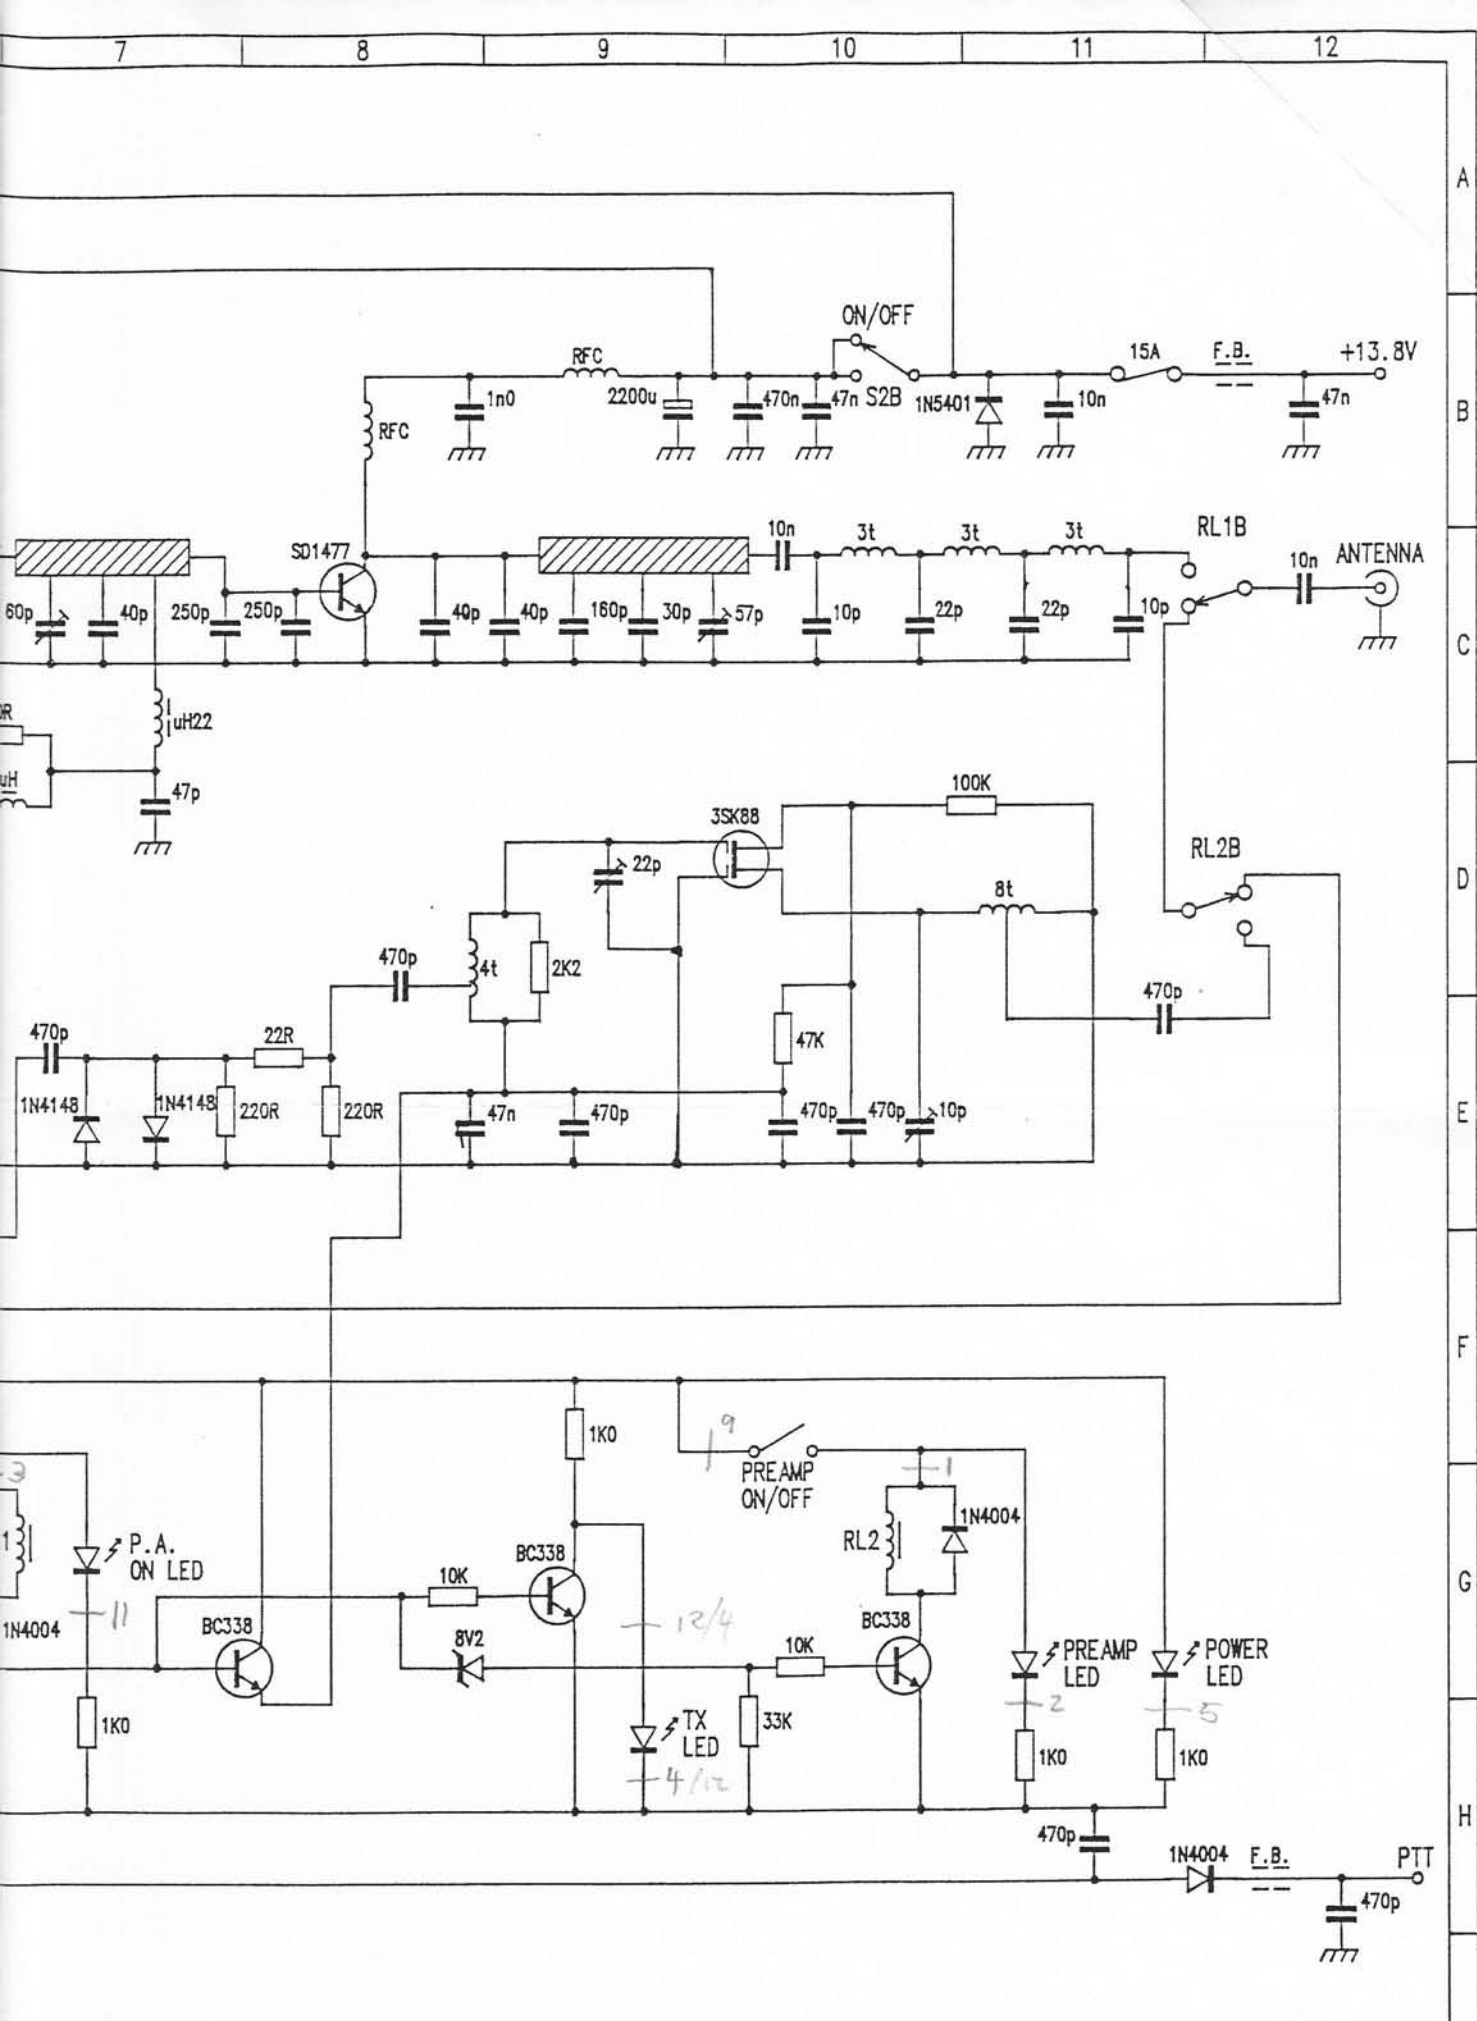 7 8 9 10 11 12
A
ON/OFF
RFC 15A F.B. +13.8V
1n0 2200u 470n 47n S2B 1N5401 10n 47n
B
RFC
RL1B
SD1477 10n 3t 3t 3t 10n ANTENNA
60p 40p 250p 250p 40p 40p 160p 30p 57p 10p 22p 22p 10p
C
uH22
uH
47p
3SK88 100K
RL2B
22p 8t
D
470p 4t 2K2 470p
470p 22R 47K
1N4148 1N4148 220R 220R 47n 470p 470p 470p 10p
E
F
1K0 9
PREAMP
ON/OFF
3 1
1N4004
RL2
P.A.
ON LED
BC338
10K
G
11 12/4
1N4004 BC338 8V2 10K BC338
PREAMP
LED
POWER
LED
2 5
1K0 TX
LED
33K
4/12
1K0 1K0
H
470p 1N4004 F.B. PTT
470p